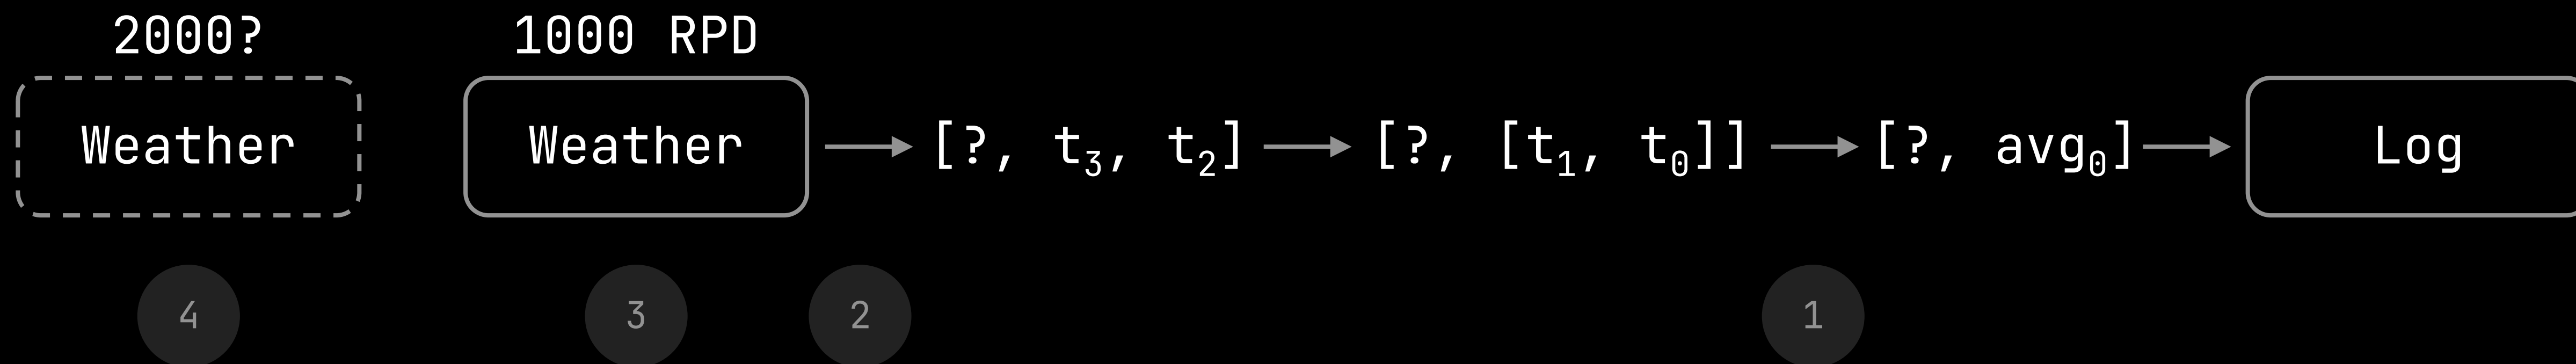 2000? 1000 RPD
Weather Weather [?, t₃, t₂] [?, [t₁, t₀]] [?, avg₀] Log
4 3 2 1